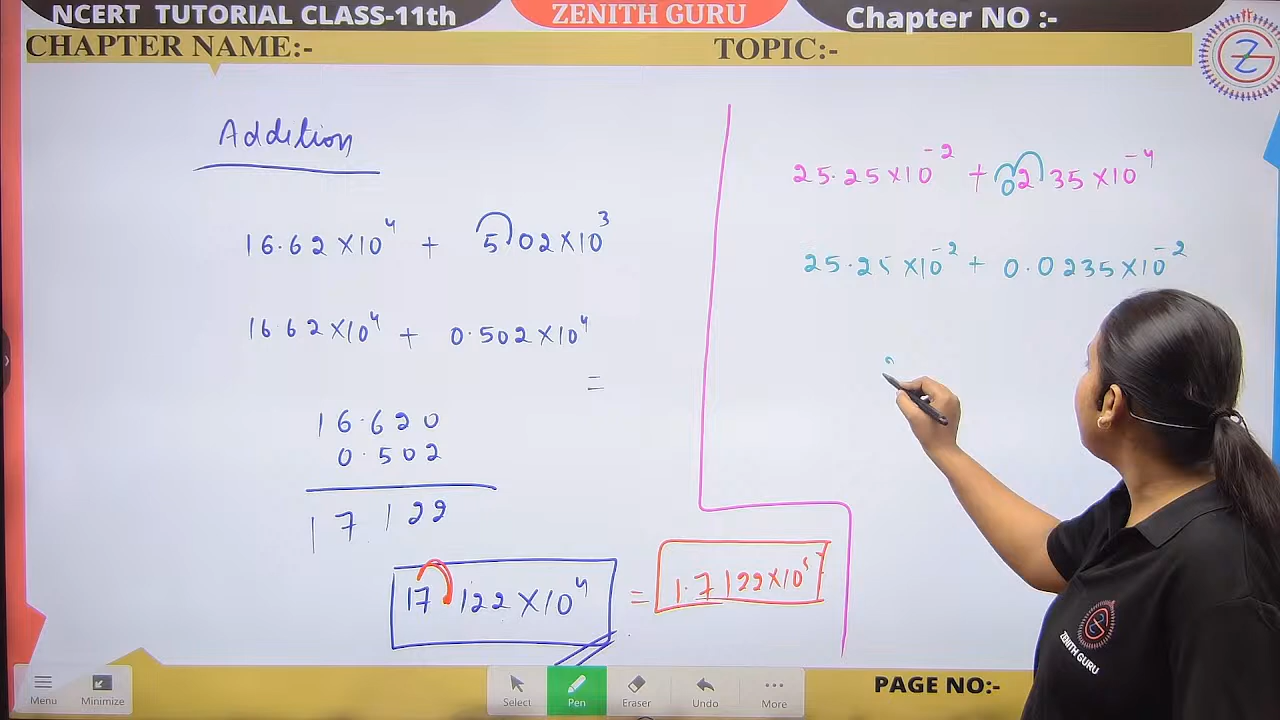 NCERT TUTORIAL CLASS-11th
ZENITH GURU
Chapter NO :-
CHAPTER NAME:-
TOPIC:-
Addition
16.62×10⁴ + 5 02×10³
16 62×10⁴ + 0.502×10⁴
=
16.620
0.502
17 122
17 122×10⁴
= 1.7122×10⁵
25.25×10⁻² + 02 35×10⁻⁴
25.25×10⁻² + 0.0235×10⁻²
ZENITH GURU
Menu
Minimize
Select
Pen
Eraser
Undo
More
PAGE NO:-